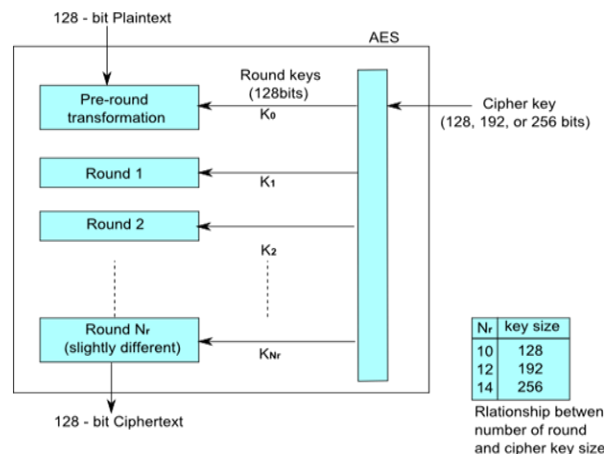 128 - bit Plaintext
AES
Pre-round
transformation
Round keys
(128bits)
K0
Cipher key
(128, 192, or 256 bits)
Round 1
K1
Round 2
K2
Round Nr
(slightly different)
KNr
128 - bit Ciphertext
Nr key size
10 128
12 192
14 256
Rlationship between
number of round
and cipher key size